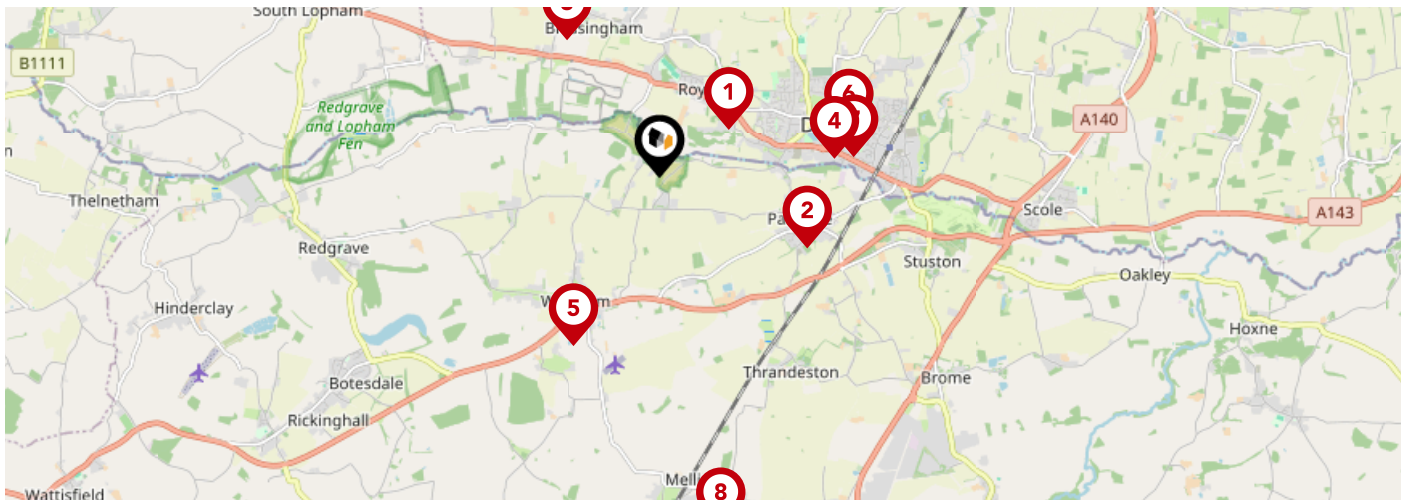 South Lopham
B1111
1
6
4
Redgrave
and Lopham
Fen
A140
Thelnetham
2
Scole
A143
Redgrave
Stuston
Oakley
5
Hinderclay
Hoxne
Thrandeston
Botesdale
Brome
Rickinghall
8
Wattisfield